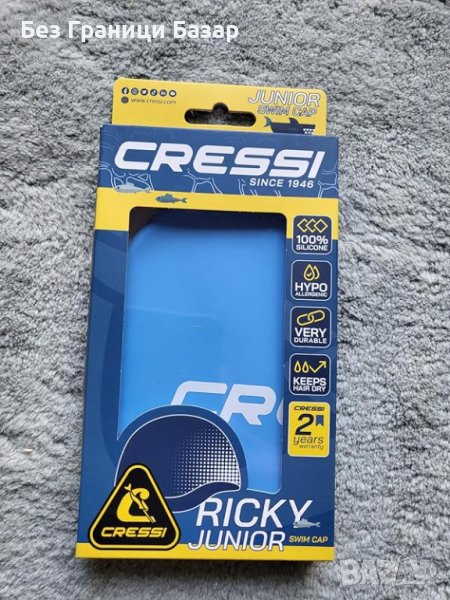 Без Граници Базар
www.cressi.com
JUNIOR
SWIM CAP
CRESSI
SINCE 1946
100%
SILICONE
HYPO
ALLERGENIC
VERY
DURABLE
KEEPS
HAIR DRY
CRESSI
2
years
warranty
CR
CRESSI
RICKY
JUNIOR
SWIM CAP